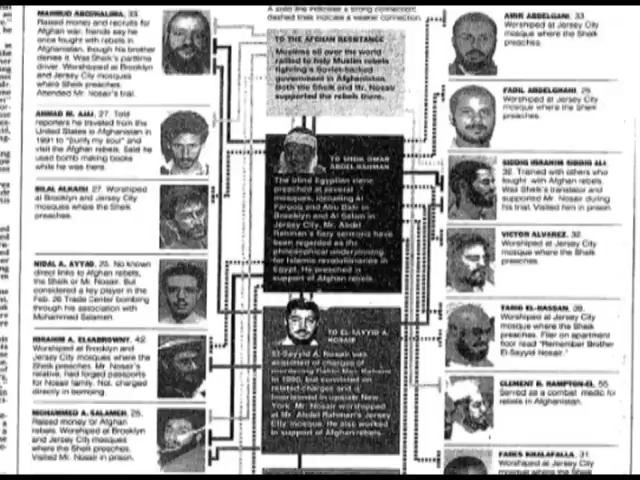 A solid line indicates a strong connection;
dashed lines indicate a weaker connection.
MAHMUD ABOUHALIMA, 33
Raised money and recruits for
Afghan war, friends say he
once fought with rebels in
Afghanistan, though his brother
denies it. Was Sheik's parttime
driver. Worshiped at Brooklyn
and Jersey City mosques
where the Sheik preaches.
Attended Mr. Nosair's trial.
AHMAD M. AJAJ, 27. Told
reporters he traveled from the
United States to Afghanistan in
1991 to "purify my soul" and
visit the Afghan rebels. Said he
used bomb making books
while he was there.
BILAL ALKAISI, 27. Worshiped
at Brooklyn and Jersey City
mosques where the Sheik
preaches.
NIDAL A. AYYAD, 25. No known
direct links to Afghan rebels,
the Sheik or Mr. Nosair. But
considered a key player in the
Feb. 26 Trade Center bombing
through his association with
Mohammed Salameh.
IBRAHIM A. ELGABROWNY, 42.
Worshiped at Brooklyn and
Jersey City mosques where the
Sheik preaches. Mr. Nosair's
relative, had forged passports
for Nosair family. Not charged
directly in bombing.
MOHAMMED A. SALAMEH, 25.
Raised money for Afghan
rebels. Worshiped at Brooklyn
and Jersey City mosques
where the Sheik preaches.
Visited Mr. Nosair in prison.
TO THE AFGHAN RESISTANCE
Muslims all over the world
rallied to help Muslim rebels
fighting a Soviet-backed
government in Afghanistan.
Both the Sheik and Mr. Nosair
supported the rebels there.
TO SHEIK OMAR
ABDEL RAHMAN
The blind Egyptian cleric
preached at several
mosques, including Al
Farouq and Abu Bakr in
Brooklyn and Al Salam in
Jersey City. Mr. Abdel
Rahman's fiery sermons have
been regarded as the
philosophical underpinning
for Islamic revolutionaries in
Egypt. He preached in
support of Afghan rebels.
TO EL-SAYYID A.
NOSAIR
El-Sayyid A. Nosair was
acquitted of charges of
murdering Rabbi Meir Kahane
in 1990, but convicted on
related charges and is
imprisoned in upstate New
York. Mr. Nosair worshiped
at Mr. Abdel Rahman's Jersey
City mosque. He also worked
in support of Afghan rebels.
AMIR ABDELGANI, 33
Worshiped at Jersey City
mosque where the Sheik
preaches.
FADIL ABDELGHANI,
Worshiped at Jersey City
mosque where the Sheik
preaches.
SIDDIG IBRAHIM SIDDIG ALI,
32. Trained with others who
fought with Afghan rebels.
Was Sheik's translator and
supported Mr. Nosair during
his trial. Visited him in prison.
VICTOR ALVAREZ,
Worshiped at Jersey City
mosque where the Sheik
preaches.
TARIG EL-HASSAN,
Worshiped at Jersey City
mosque where the Sheik
preaches. Flier on apartment
door read "Remember Brother
El-Sayyid Nosair."
CLEMENT R. HAMPTON-EL, 55.
Served as a combat medic for
rebels in Afghanistan.
FARES KHALAFALLA, 31.
Worshiped at Jersey City
mosque where the Sheik